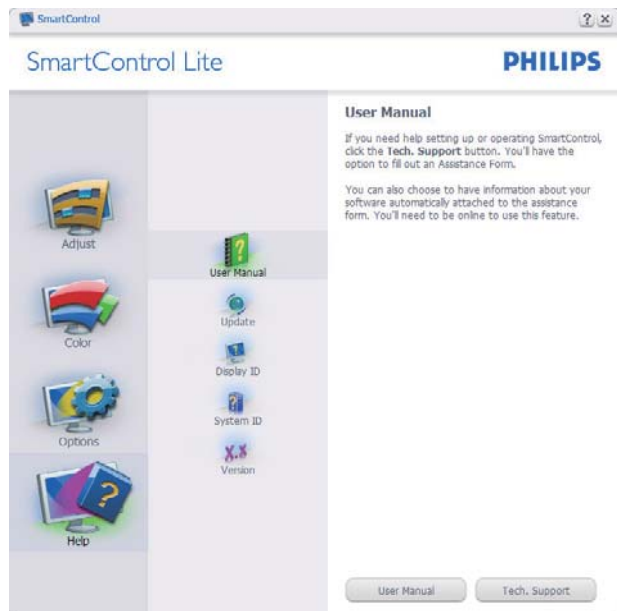 SmartControl
SmartControl Lite
PHILIPS
Adjust
Color
Options
Help
User Manual
Update
Display ID
System ID
X.X
Version
User Manual
If you need help setting up or operating SmartControl,
click the Tech. Support button. You'll have the
option to fill out an Assistance Form.
You can also choose to have information about your
software automatically attached to the assistance
form. You'll need to be online to use this feature.
User Manual
Tech. Support